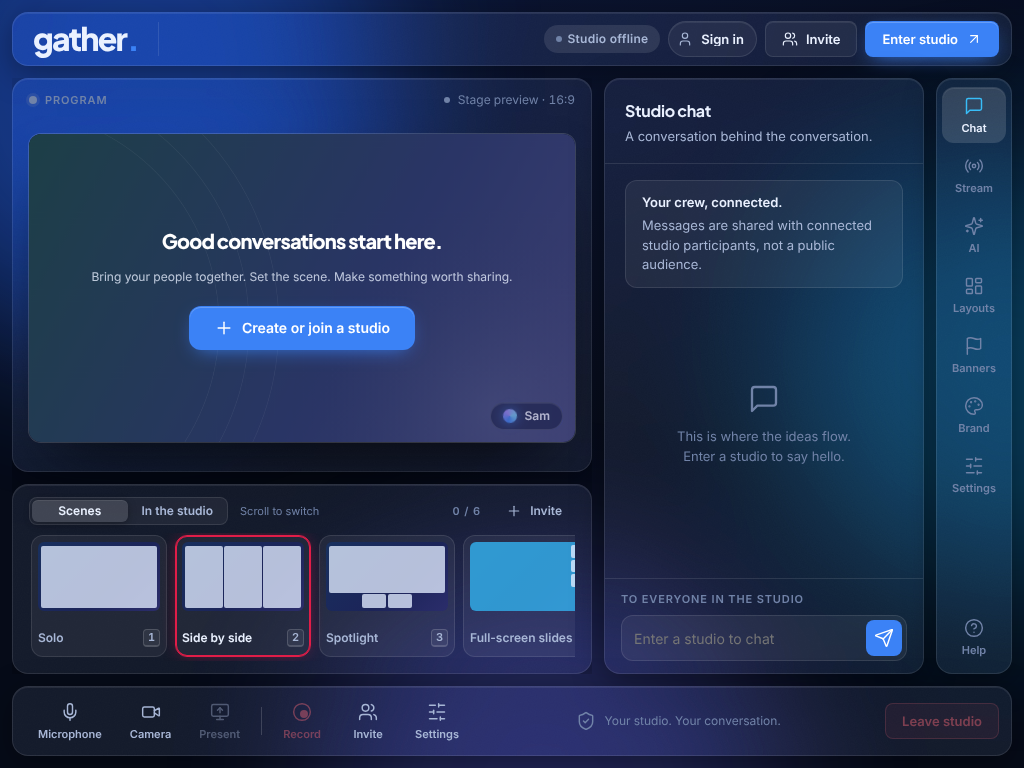 gather.
Studio offline
Sign in
Invite
Enter studio
PROGRAM
Stage preview · 16:9
Good conversations start here.
Bring your people together. Set the scene. Make something worth sharing.
Create or join a studio
Sam
Scenes
In the studio
Scroll to switch
0 / 6
Invite
Solo
1
Side by side
2
Spotlight
3
Full-screen slides
Studio chat
A conversation behind the conversation.
Your crew, connected.
Messages are shared with connected
studio participants, not a public
audience.
This is where the ideas flow.
Enter a studio to say hello.
TO EVERYONE IN THE STUDIO
Enter a studio to chat
Chat
Stream
AI
Layouts
Banners
Brand
Settings
Help
Microphone
Camera
Present
Record
Invite
Settings
Your studio. Your conversation.
Leave studio